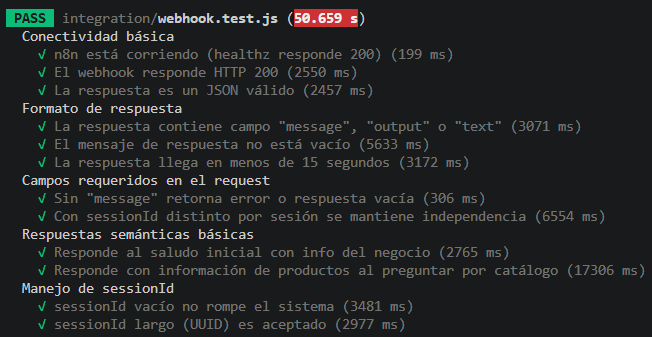 PASS integration/webhook.test.js (50.659 s)
Conectividad básica
√ n8n está corriendo (healthz responde 200) (199 ms)
√ El webhook responde HTTP 200 (2550 ms)
√ La respuesta es un JSON válido (2457 ms)
Formato de respuesta
√ La respuesta contiene campo "message", "output" o "text" (3071 ms)
√ El mensaje de respuesta no está vacío (5633 ms)
√ La respuesta llega en menos de 15 segundos (3172 ms)
Campos requeridos en el request
√ Sin "message" retorna error o respuesta vacía (306 ms)
√ Con sessionId distinto por sesión se mantiene independencia (6554 ms)
Respuestas semánticas básicas
√ Responde al saludo inicial con info del negocio (2765 ms)
√ Responde con información de productos al preguntar por catálogo (17306 ms)
Manejo de sessionId
√ sessionId vacío no rompe el sistema (3481 ms)
√ sessionId largo (UUID) es aceptado (2977 ms)